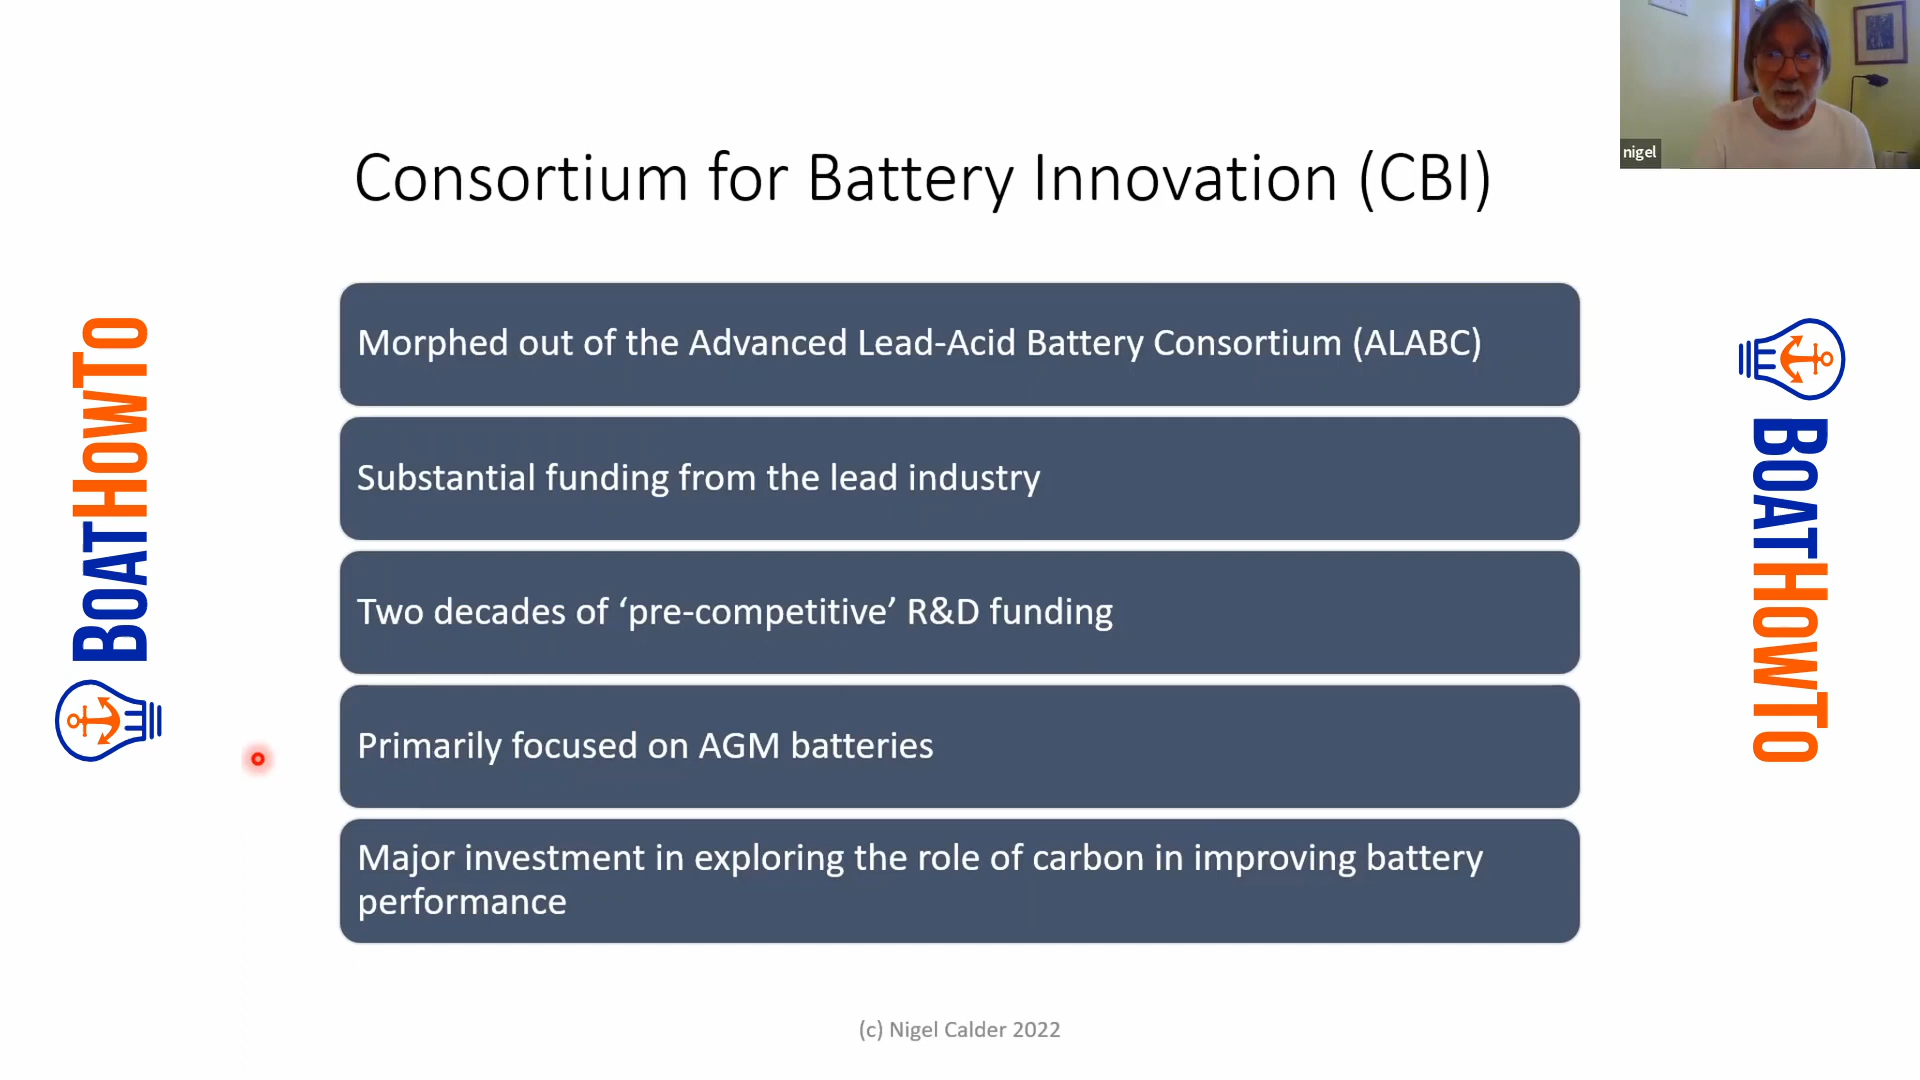 nigel
Consortium for Battery Innovation (CBI)
Morphed out of the Advanced Lead-Acid Battery Consortium (ALABC)
Substantial funding from the lead industry
Two decades of ‘pre-competitive’ R&D funding
Primarily focused on AGM batteries
Major investment in exploring the role of carbon in improving battery
performance
BOATHOWTO
BOATHOWTO
(c) Nigel Calder 2022